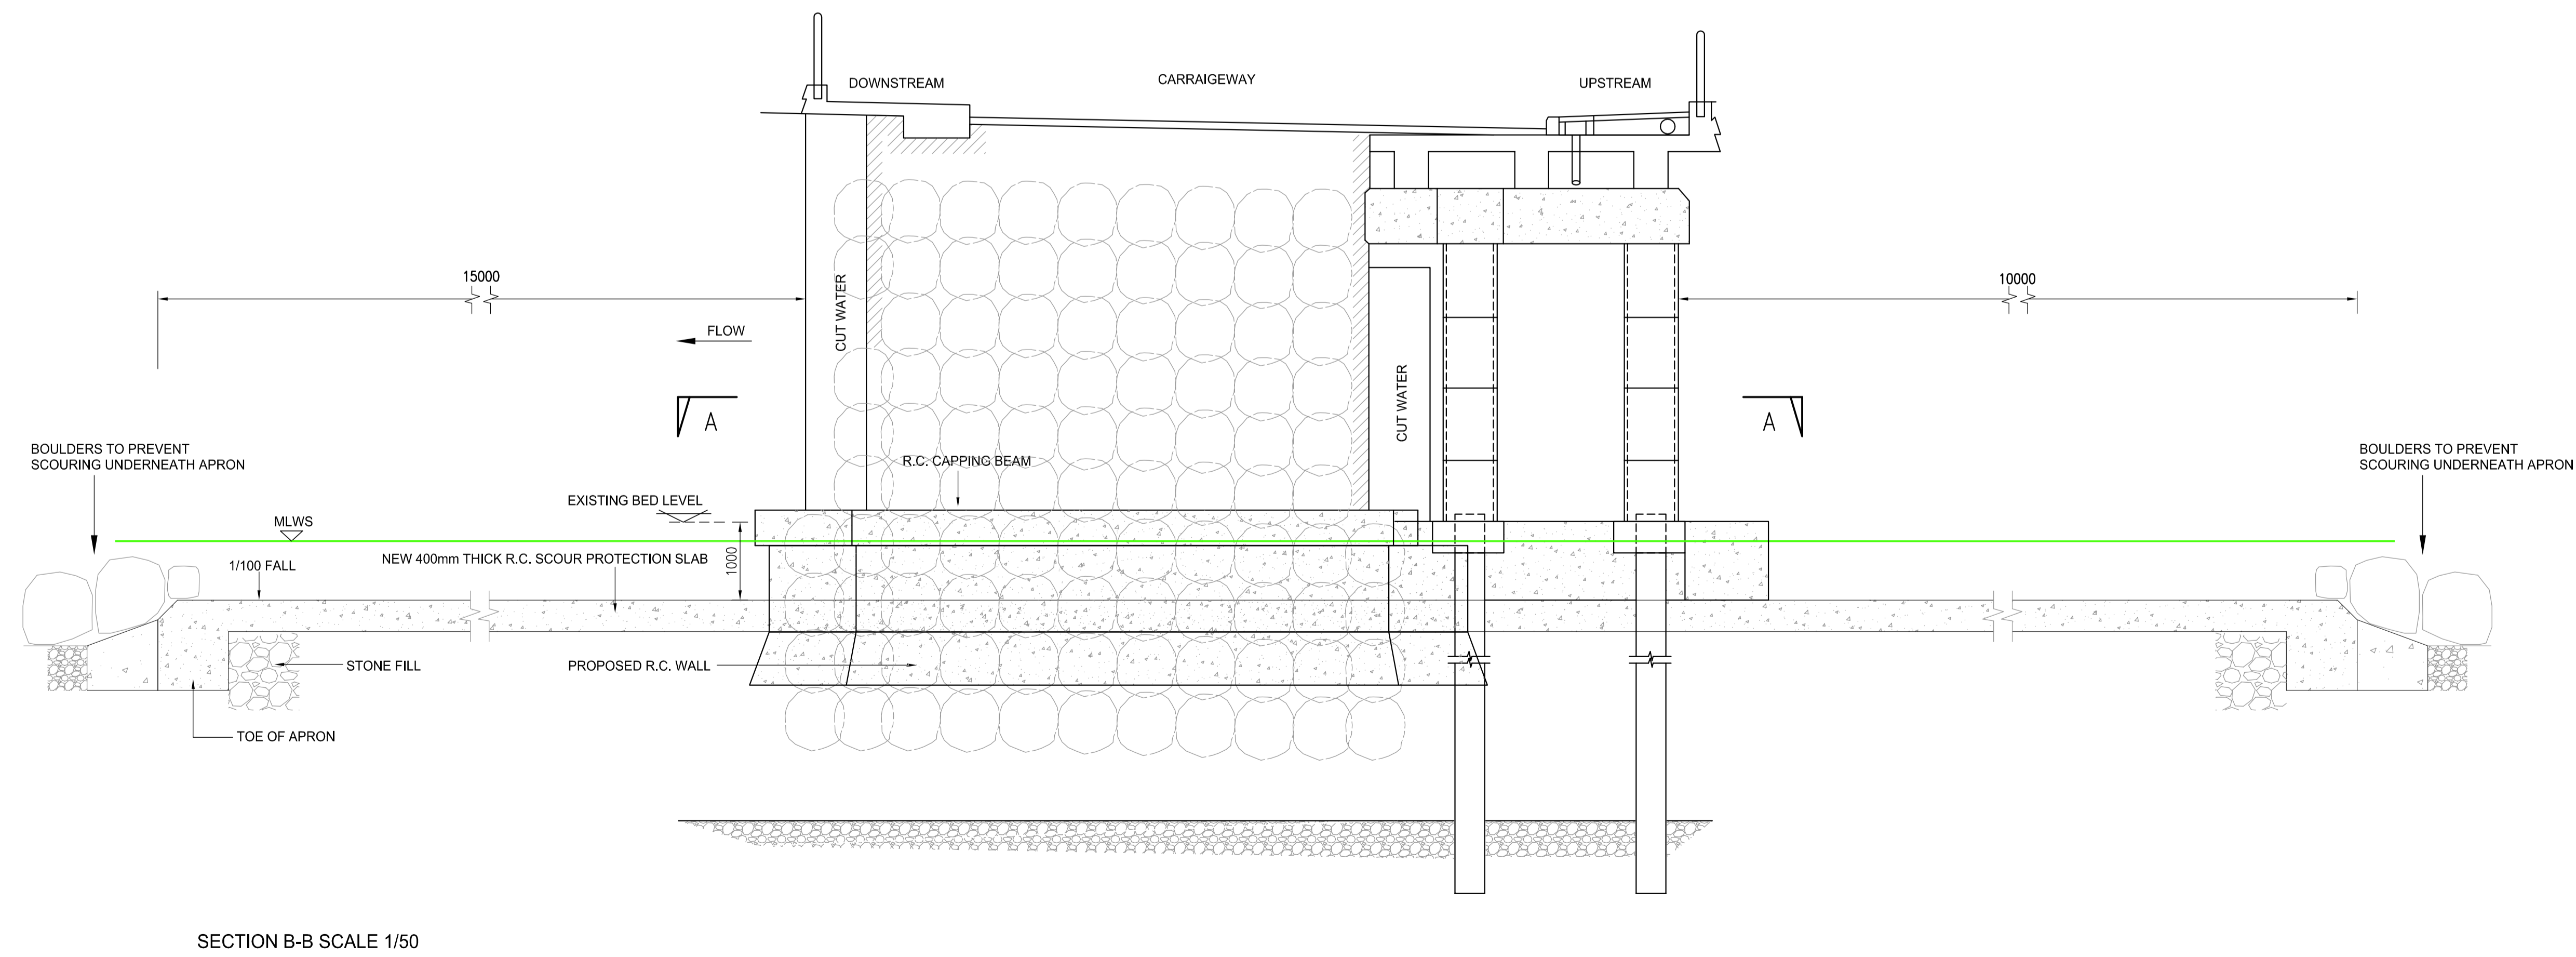 DOWNSTREAM
CARRAIGEWAY
UPSTREAM
15000
10000
CUT WATER
FLOW
CUT WATER
A
A
BOULDERS TO PREVENT
SCOURING UNDERNEATH APRON
BOULDERS TO PREVENT
SCOURING UNDERNEATH APRON
R.C. CAPPING BEAM
EXISTING BED LEVEL
MLWS
1000
NEW 400mm THICK R.C. SCOUR PROTECTION SLAB
1/100 FALL
STONE FILL
PROPOSED R.C. WALL
TOE OF APRON
SECTION B-B SCALE 1/50